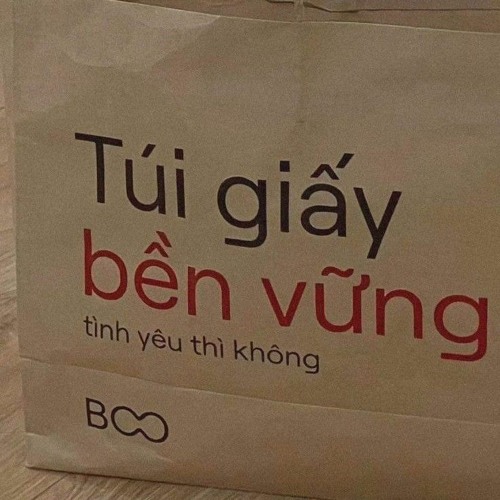 Túi giấy
bền vững
tình yêu thì không
BOO